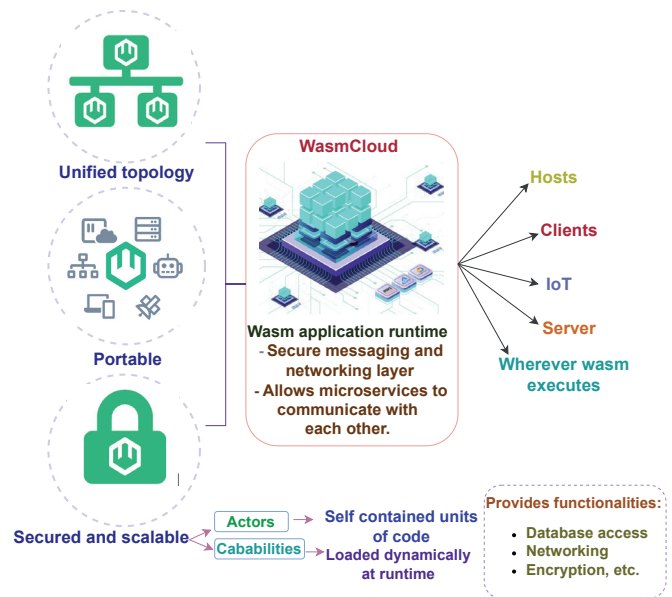 Unified topology
Portable
Secured and scalable
WasmCloud
Wasm application runtime
- Secure messaging and
networking layer
- Allows microservices to
communicate with
each other.
Hosts
Clients
IoT
Server
Wherever wasm
executes
Actors
Cababilities
Self contained units
of code
Loaded dynamically
at runtime
Provides functionalities:
• Database access
• Networking
• Encryption, etc.